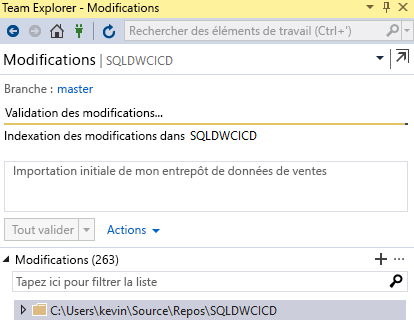 Team Explorer - Modifications
Rechercher des éléments de travail (Ctrl+')
Modifications | SQLDWCICD
Branche : master
Validation des modifications...
Indexation des modifications dans SQLDWCICD
Importation initiale de mon entrepôt de données de ventes
Tout valider Actions
Modifications (263)
Tapez ici pour filtrer la liste
C:\Users\kevin\Source\Repos\SQLDWCICD